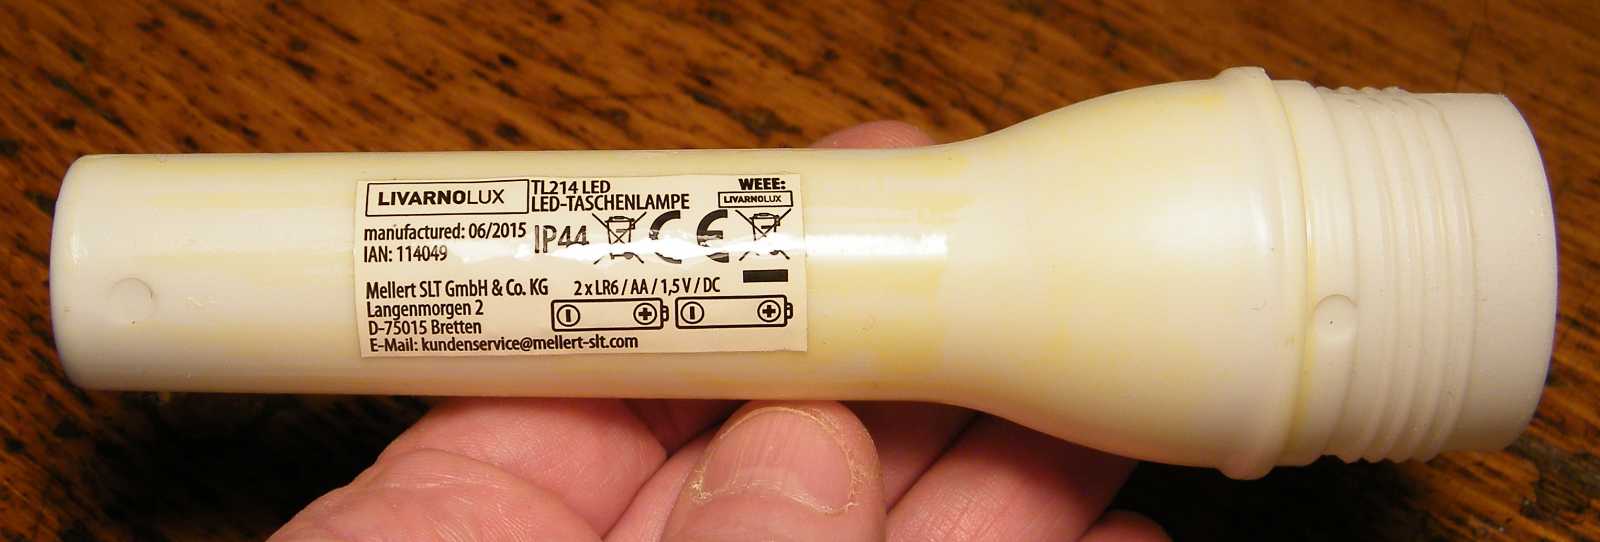 LIVARNOLUX
TL214 LED
LED-TASCHENLAMPE
WEEE:
LIVARNOLUX
manufactured: 06/2015
IAN: 114049
IP44
CE
Mellert SLT GmbH & Co. KG
Langenmorgen 2
D-75015 Bretten
E-Mail: kundenservice@mellert-slt.com
2 x LR6 / AA / 1,5 V / DC